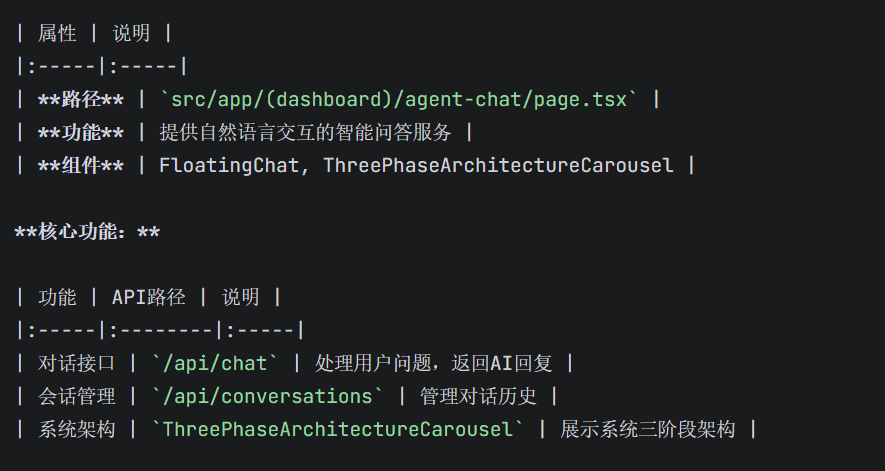 | 属性 | 说明 |
|:-----|:-----|
| **路径** | `src/app/(dashboard)/agent-chat/page.tsx` |
| **功能** | 提供自然语言交互的智能问答服务 |
| **组件** | FloatingChat, ThreePhaseArchitectureCarousel |
**核心功能：**
| 功能 | API路径 | 说明 |
|:-----|:--------|:-----|
| 对话接口 | `/api/chat` | 处理用户问题，返回AI回复 |
| 会话管理 | `/api/conversations` | 管理对话历史 |
| 系统架构 | `ThreePhaseArchitectureCarousel` | 展示系统三阶段架构 |